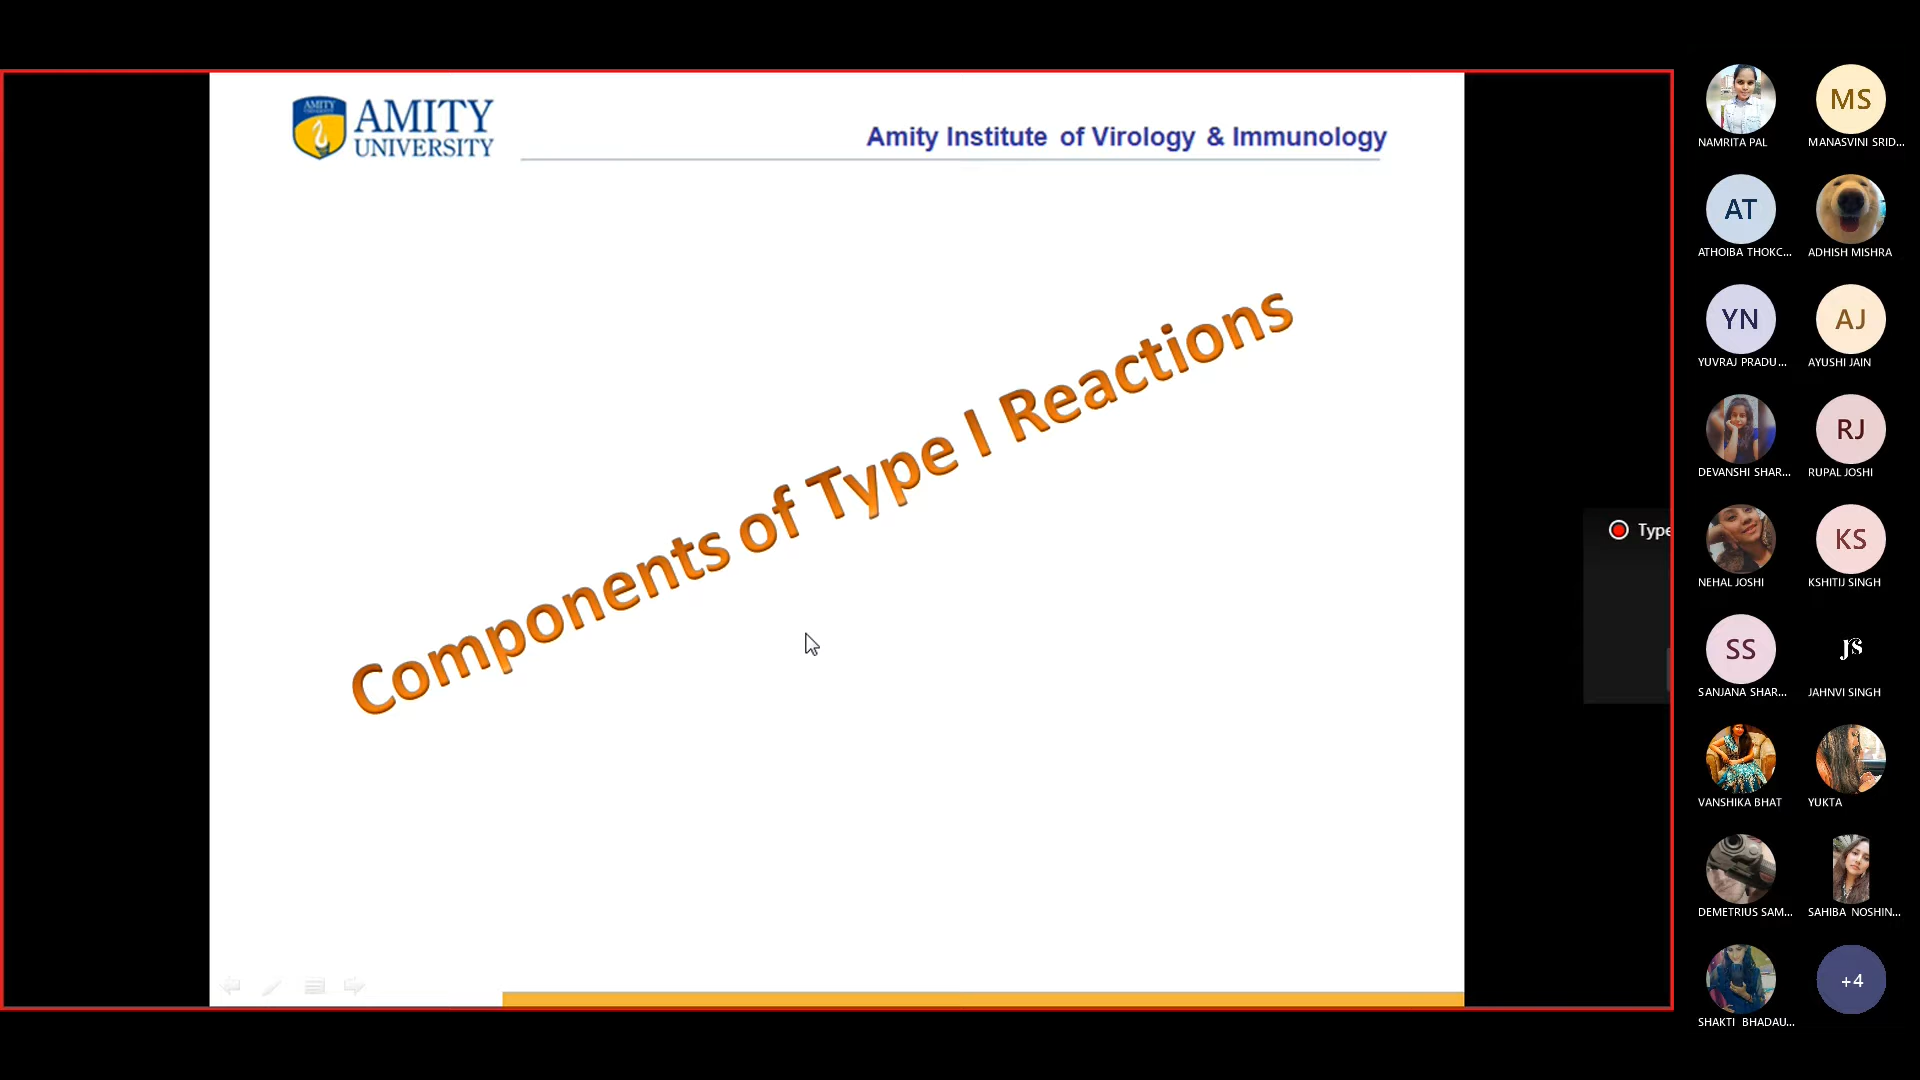 AMITY
UNIVERSITY
AMITY
UNIVERSITY
Amity Institute of Virology & Immunology
Components of Type I Reactions
Type
NAMRITA PAL
MS
MANASVINI SRID...
AT
ATHOIBA THOKC...
ADHISH MISHRA
YN
YUVRAJ PRADU...
AJ
AYUSHI JAIN
DEVANSHI SHAR...
RJ
RUPAL JOSHI
NEHAL JOSHI
KS
KSHITIJ SINGH
SS
SANJANA SHAR...
JS
JAHNVI SINGH
VANSHIKA BHAT
YUKTA
DEMETRIUS SAM...
SAHIBA NOSHIN...
SHAKTI BHADAU...
+4